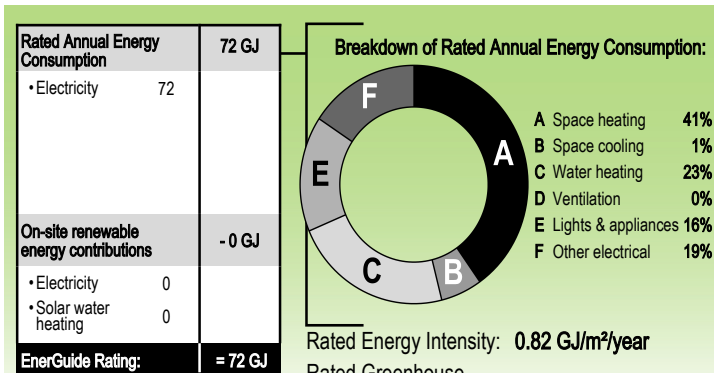 Rated Annual Energy
Consumption
72 GJ
• Electricity 72
On-site renewable
energy contributions
- 0 GJ
• Electricity 0
• Solar water
heating
0
EnerGuide Rating: = 72 GJ
Breakdown of Rated Annual Energy Consumption:
A
B
C
E
F
A Space heating 41%
B Space cooling 1%
C Water heating 23%
D Ventilation 0%
E Lights & appliances 16%
F Other electrical 19%
Rated Energy Intensity: 0.82 GJ/m²/year
Rated Greenhouse